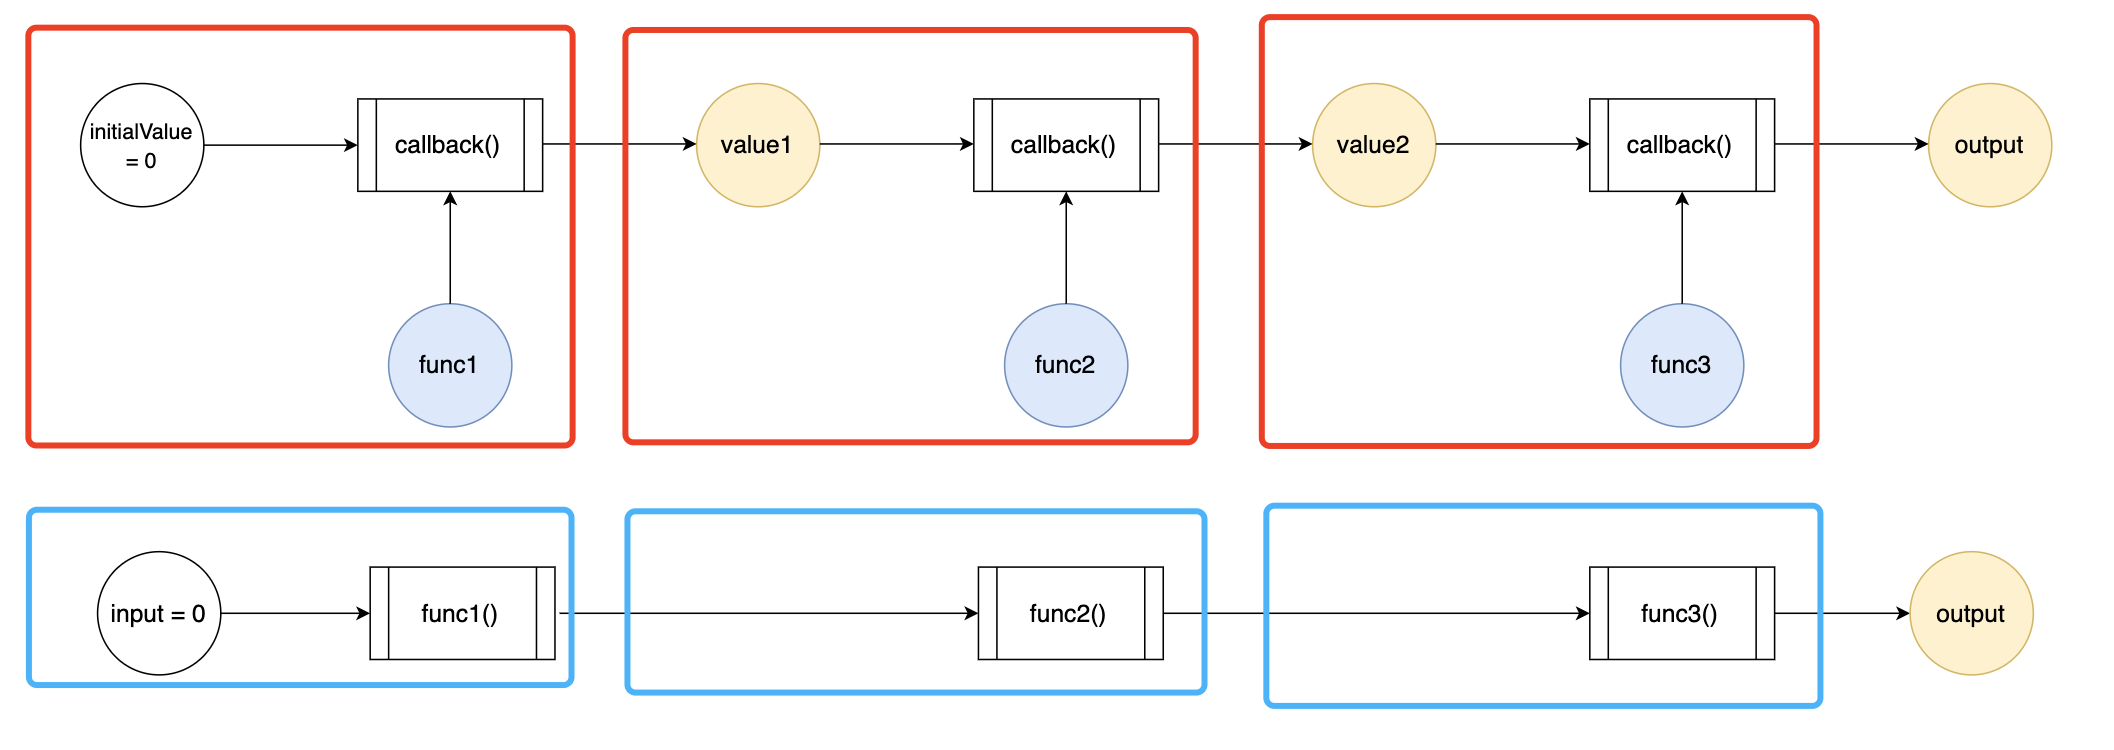 initialValue
= 0
callback()
value1
callback()
value2
callback()
output
func1
func2
func3
input = 0
func1()
func2()
func3()
output